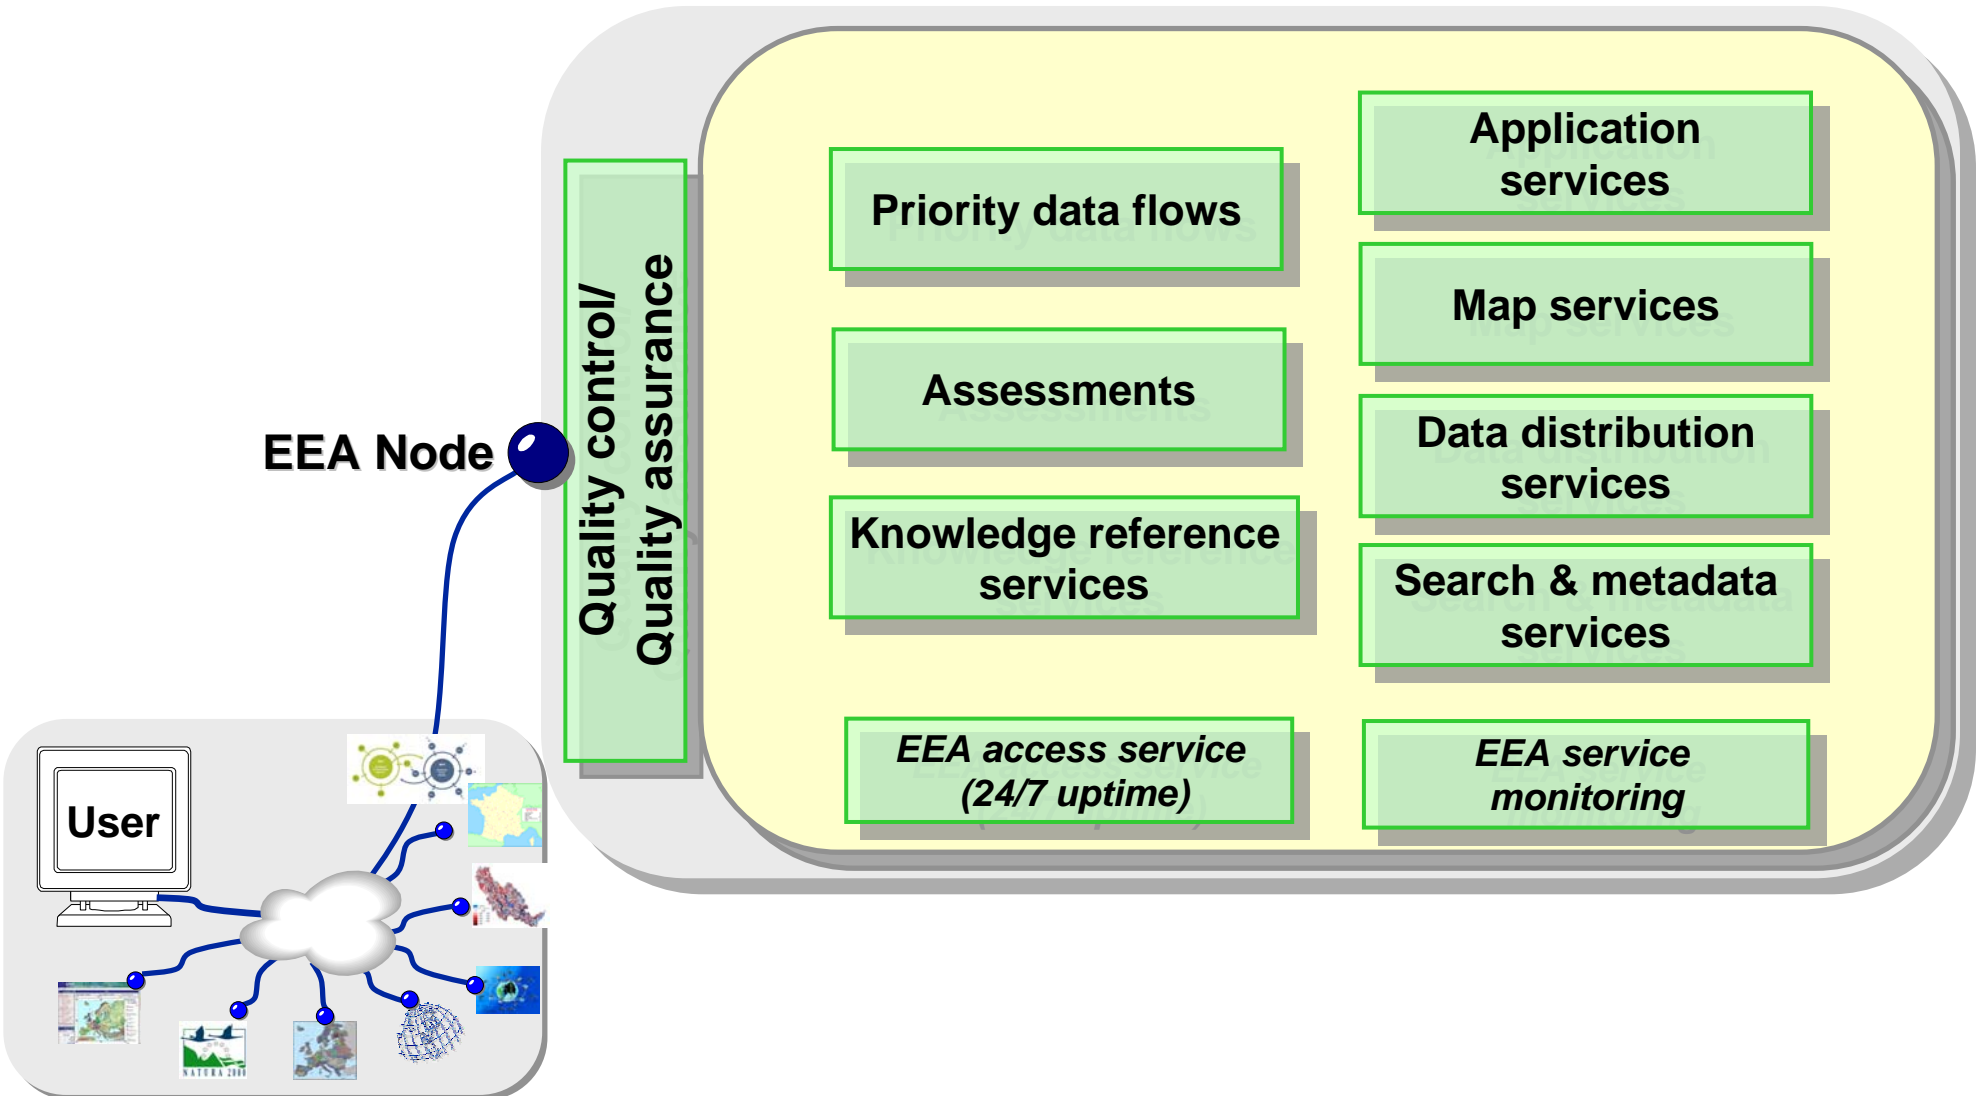 Application
services
Priority data flows
Map services
Quality control/
Quality assurance
Assessments
Data distribution
services
EEA Node
Knowledge reference
services
Search & metadata
services
EEA access service
(24/7 uptime)
EEA service
monitoring
User
NATURA 2000